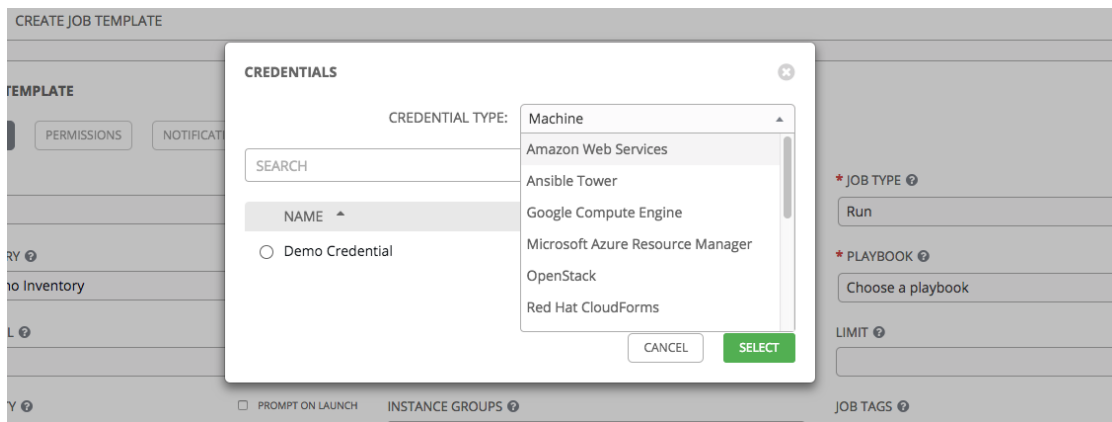 CREATE JOB TEMPLATE
CREDENTIALS
TEMPLATE
CREDENTIAL TYPE: Machine
PERMISSIONS
NOTIFICATI
Amazon Web Services
SEARCH
Ansible Tower
* JOB TYPE
NAME
Google Compute Engine
Run
Demo Credential
Microsoft Azure Resource Manager
RY
* PLAYBOOK
OpenStack
no Inventory
Choose a playbook
Red Hat CloudForms
L
LIMIT
CANCEL
SELECT
TY
PROMPT ON LAUNCH
INSTANCE GROUPS
JOB TAGS